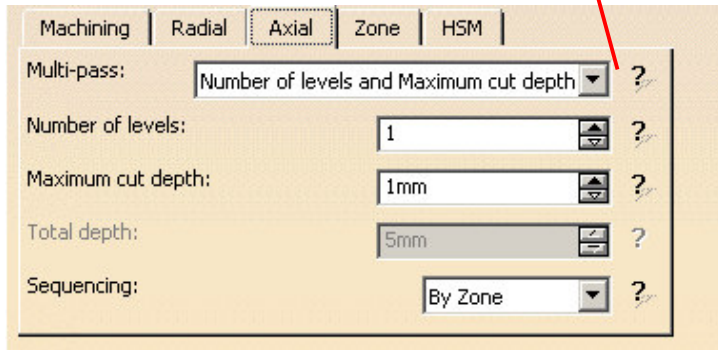 Machining Radial Axial Zone HSM
Multi-pass: Number of levels and Maximum cut depth ?
Number of levels: 1 ?
Maximum cut depth: 1mm ?
Total depth: 5mm ?
Sequencing: By Zone ?